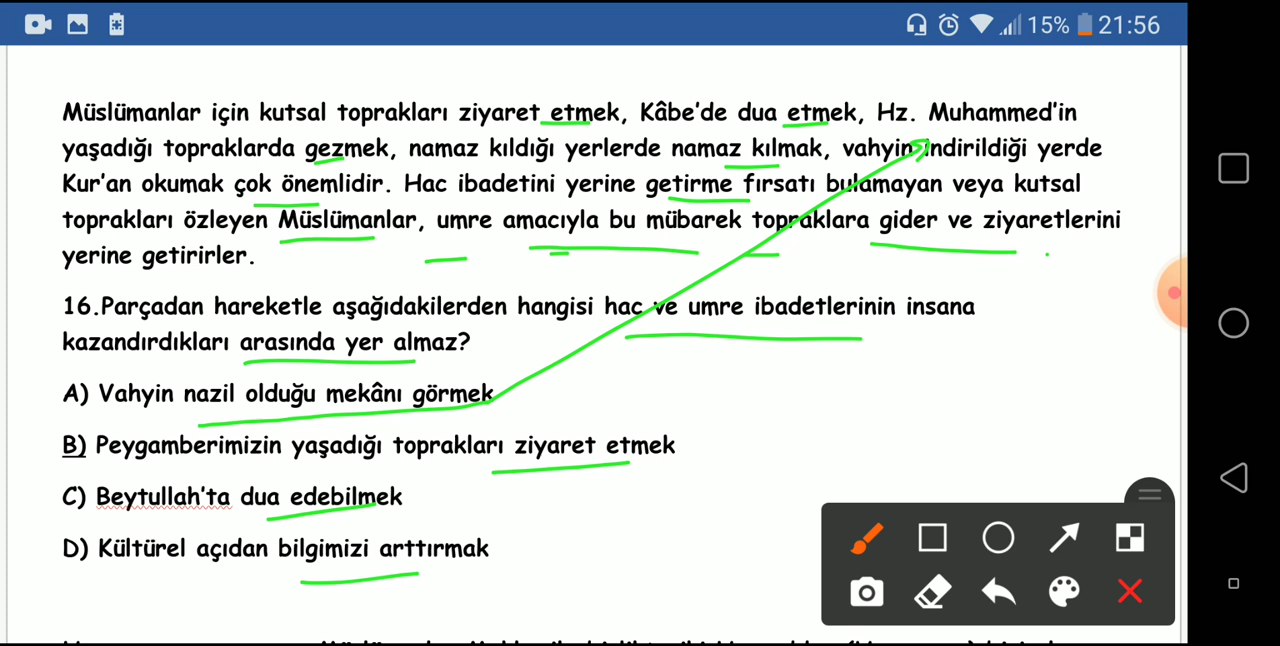 15% 21:56
Müslümanlar için kutsal toprakları ziyaret etmek, Kâbe'de dua etmek, Hz. Muhammed'in
yaşadığı topraklarda gezmek, namaz kıldığı yerlerde namaz kılmak, vahyin indirildiği yerde
Kur'an okumak çok önemlidir. Hac ibadetini yerine getirme fırsatı bulamayan veya kutsal
toprakları özleyen Müslümanlar, umre amacıyla bu mübarek topraklara gider ve ziyaretlerini
yerine getirirler.
16.Parçadan hareketle aşağıdakilerden hangisi hac ve umre ibadetlerinin insana
kazandırdıkları arasında yer almaz?
A) Vahyin nazil olduğu mekânı görmek
B) Peygamberimizin yaşadığı toprakları ziyaret etmek
C) Beytullah'ta dua edebilmek
D) Kültürel açıdan bilgimizi arttırmak